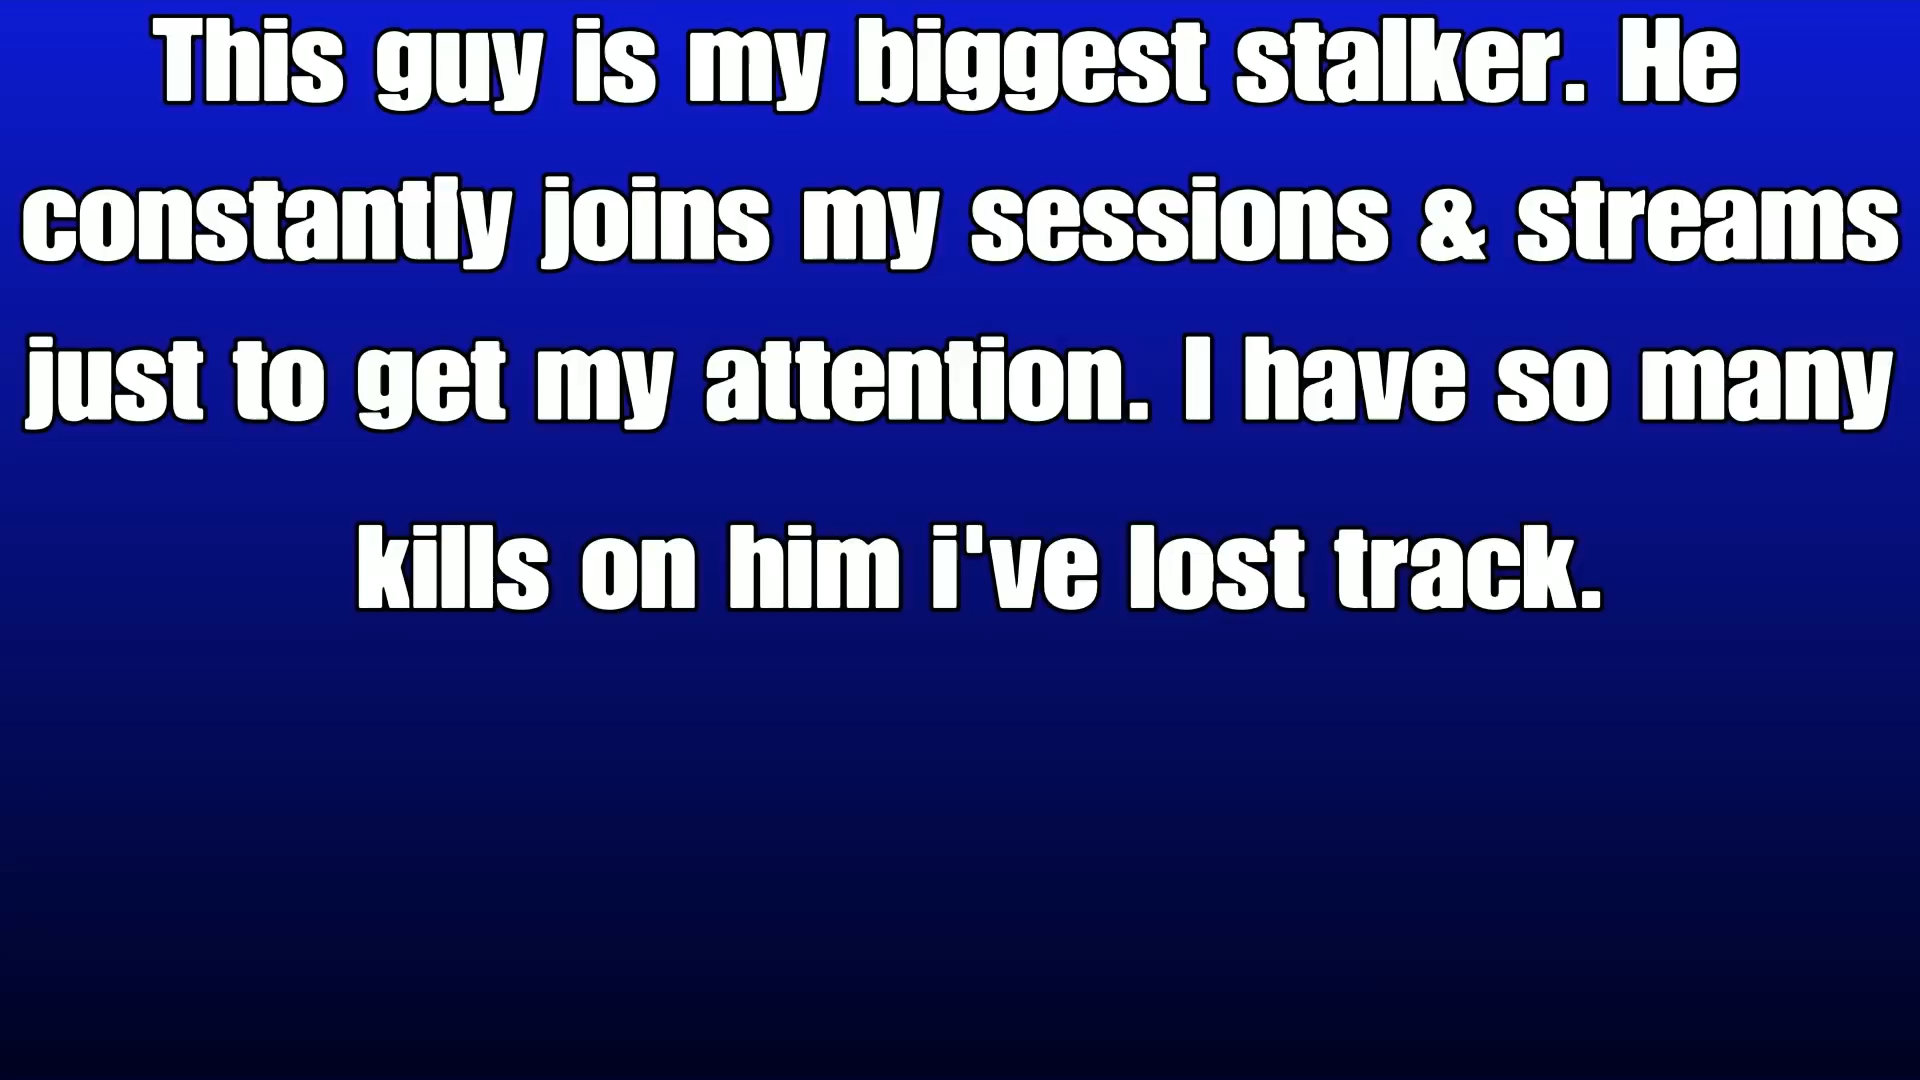 This guy is my biggest stalker. He
constantly joins my sessions & streams
just to get my attention. I have so many
kills on him i've lost track.